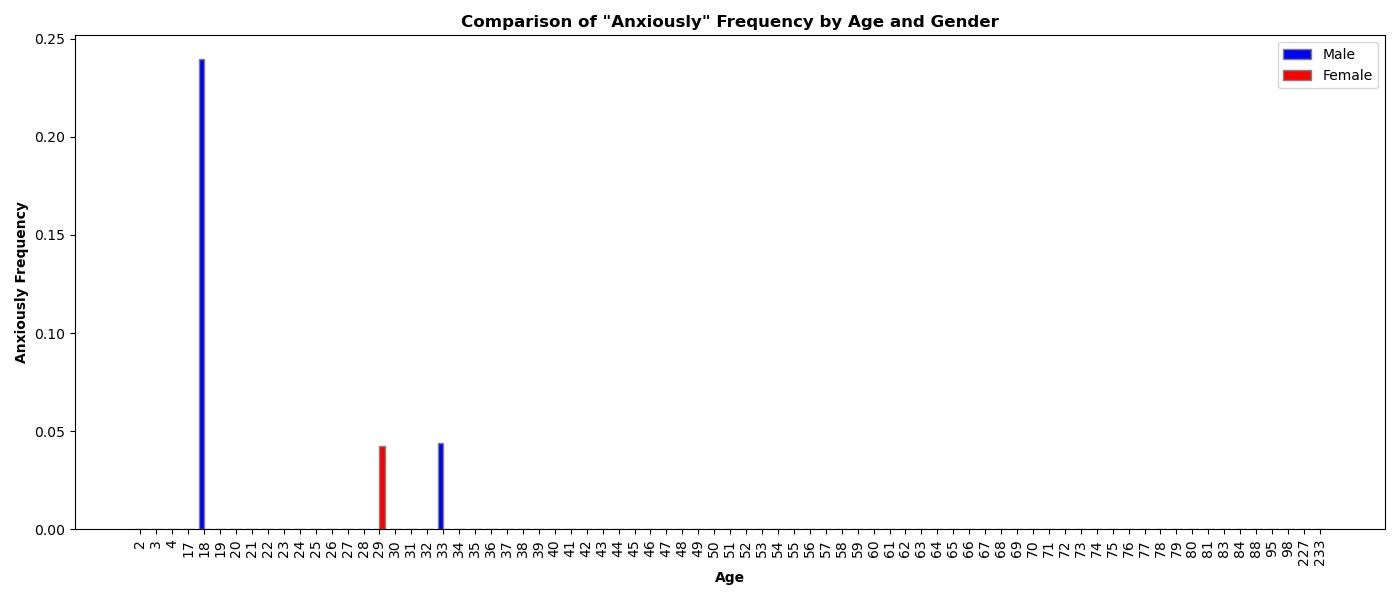 Comparison of "Anxiously" Frequency by Age and Gender
0.25
0.20
0.15
0.10
0.05
0.00
Anxiously Frequency
Male
Female
2 3 4 17 18 19 20 21 22 23 24 25 26 27 28 29 30 31 32 33 34 35 36 37 38 39 40 41 42 43 44 45 46 47 48 49 50 51 52 53 54 55 56 57 58 59 60 61 62 63 64 65 66 67 68 69 70 71 72 73 74 75 76 77 78 79 80 81 83 84 88 95 98 227 233
Age